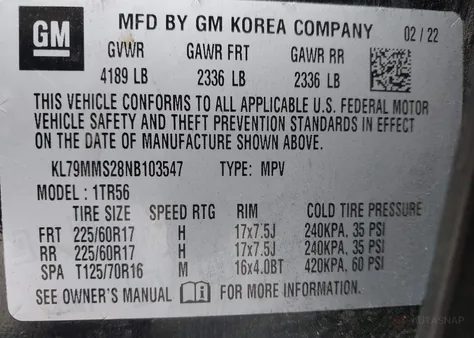 GM MFD BY GM KOREA COMPANY 02 / 22
GVWR GAWR FRT GAWR RR
4189 LB 2336 LB 2336 LB
THIS VEHICLE CONFORMS TO ALL APPLICABLE U.S. FEDERAL MOTOR
VEHICLE SAFETY AND THEFT PREVENTION STANDARDS IN EFFECT
ON THE DATE OF MANUFACTURE SHOWN ABOVE.
KL79MMS28NB103547 TYPE: MPV
MODEL : 1TR56
TIRE SIZE SPEED RTG RIM COLD TIRE PRESSURE
FRT 225/60R17 H 17x7.5J 240KPA, 35 PSI
RR 225/60R17 H 17x7.5J 240KPA, 35 PSI
SPA T125/70R16 M 16x4.0BT 420KPA, 60 PSI
SEE OWNER'S MANUAL FOR MORE INFORMATION.